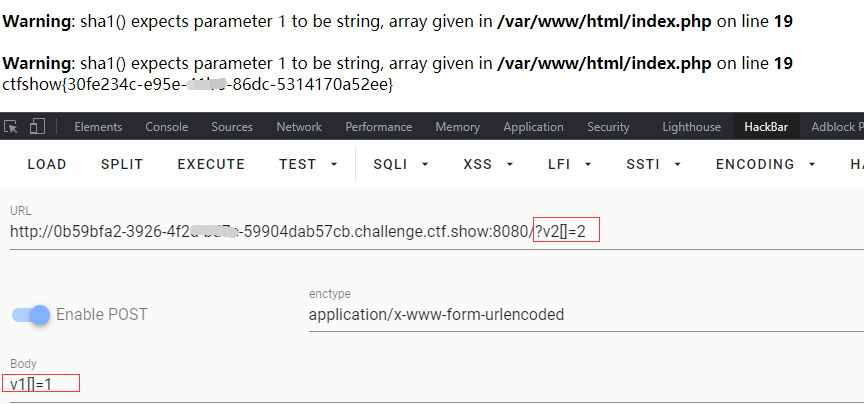 Warning: sha1() expects parameter 1 to be string, array given in /var/www/html/index.php on line 19
Warning: sha1() expects parameter 1 to be string, array given in /var/www/html/index.php on line 19
ctfshow{30fe234c-e95e- -86dc-5314170a52ee}
Elements Console Sources Network Performance Memory Application Security Lighthouse HackBar Adblock P
LOAD SPLIT EXECUTE TEST SQLI XSS LFI SSTI ENCODING HA
URL
http://0b59bfa2-3926-4f2 -59904dab57cb.challenge.ctf.show:8080/?v2[]=2
enctype
Enable POST application/x-www-form-urlencoded
Body
v1[]=1